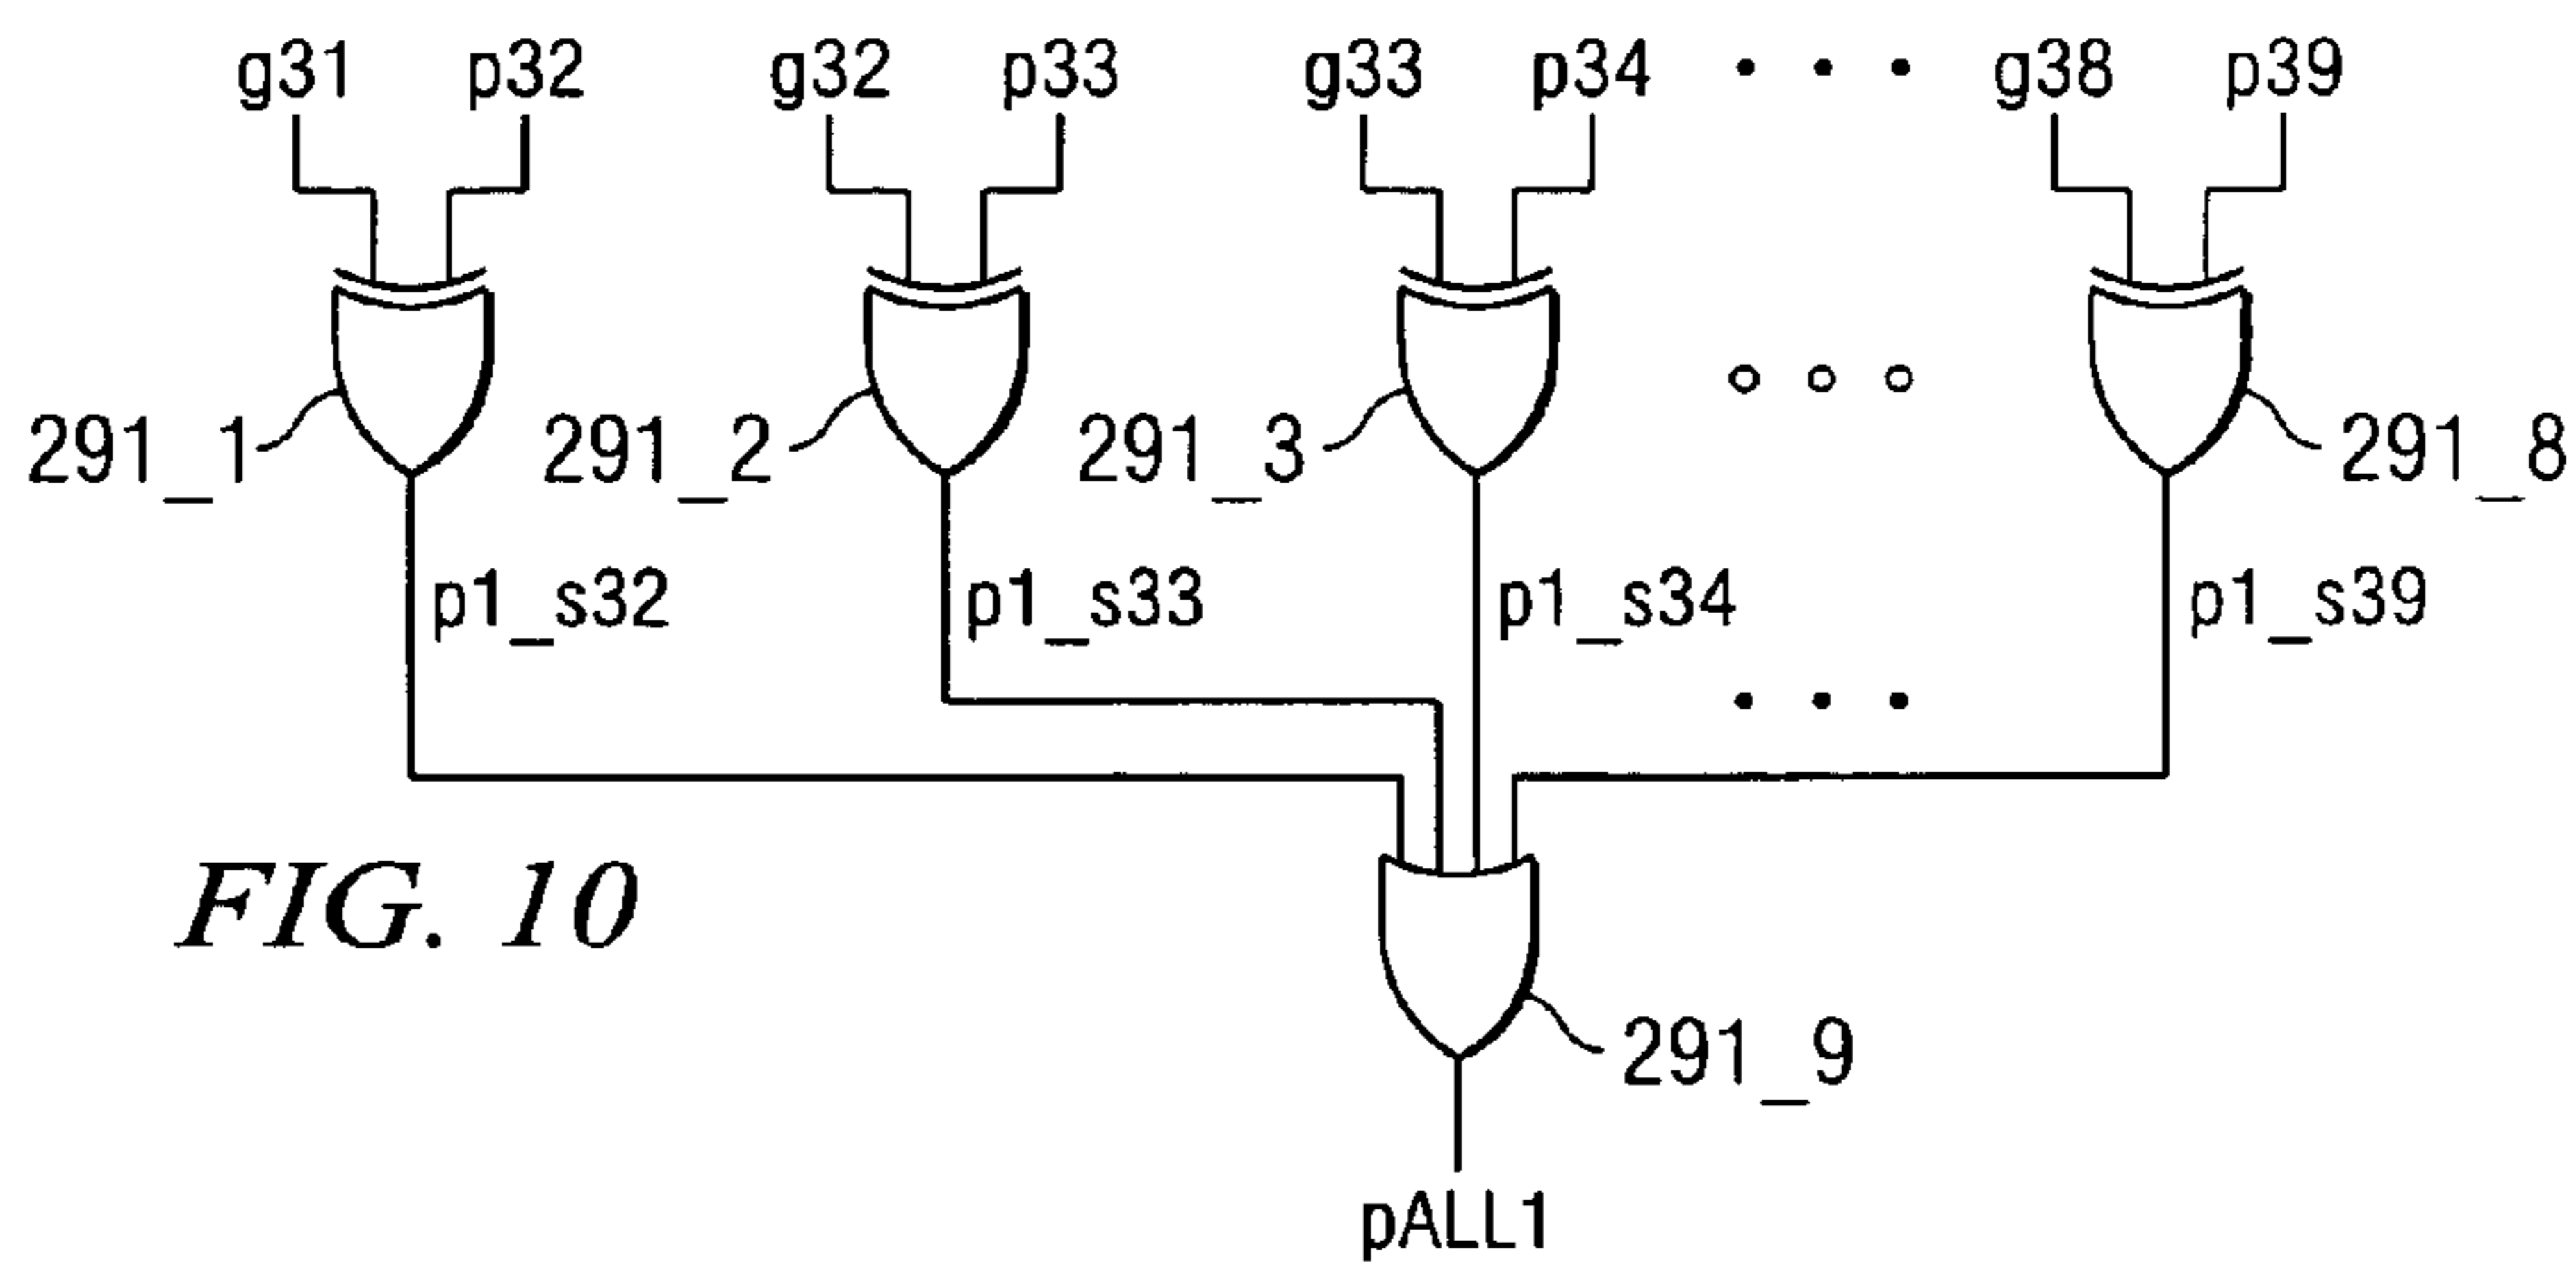 g31 p32 g32 p33 g33 p34 • • • g38 p39
291_1 291_2 291_3 291_8
p1_s32 p1_s33 p1_s34 p1_s39
FIG. 10
291_9
pALL1